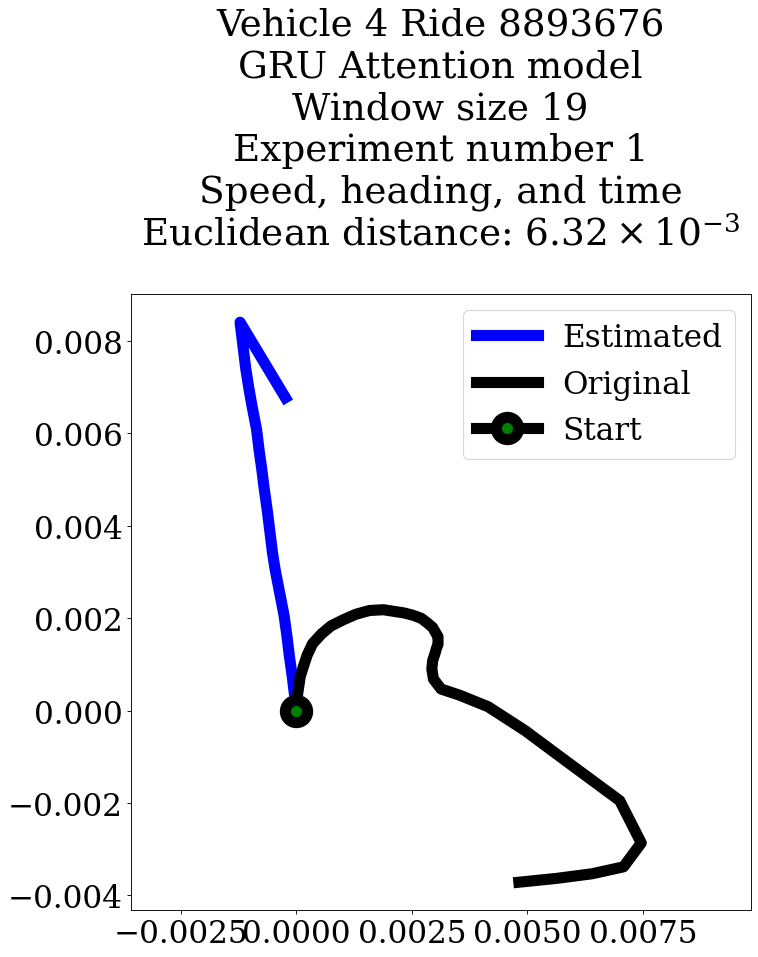 Vehicle 4 Ride 8893676
GRU Attention model
Window size 19
Experiment number 1
Speed, heading, and time
Euclidean distance: 6.32 × 10⁻³
Estimated
Original
Start
0.008
0.006
0.004
0.002
0.000
−0.002
−0.004
−0.0025 0.0000 0.0025 0.0050 0.0075